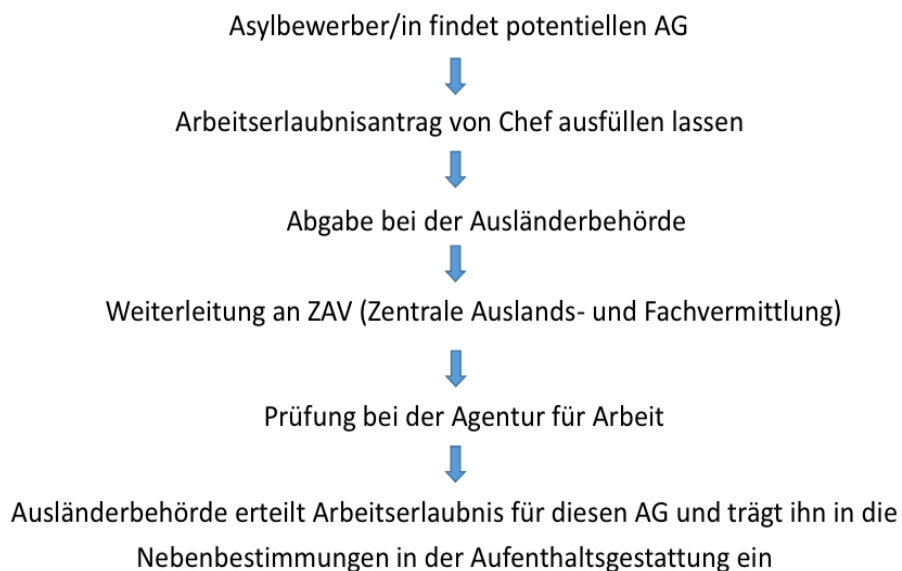 Asylbewerber/in findet potentiellen AG
Arbeitserlaubnisantrag von Chef ausfüllen lassen
Abgabe bei der Ausländerbehörde
Weiterleitung an ZAV (Zentrale Auslands- und Fachvermittlung)
Prüfung bei der Agentur für Arbeit
Ausländerbehörde erteilt Arbeitserlaubnis für diesen AG und trägt ihn in die
Nebenbestimmungen in der Aufenthaltsgestattung ein